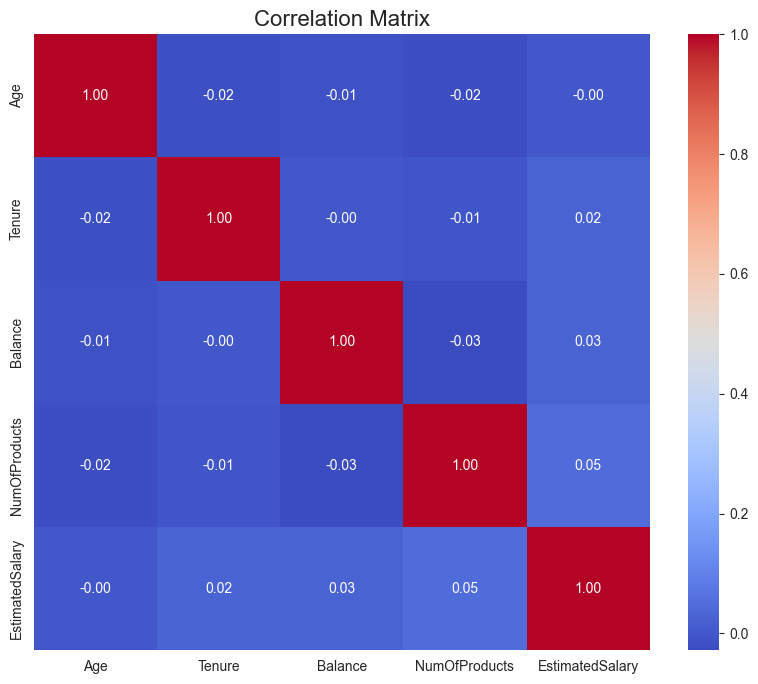 Correlation Matrix
Age 1.00 -0.02 -0.01 -0.02 -0.00
Tenure -0.02 1.00 -0.00 -0.01 0.02
Balance -0.01 -0.00 1.00 -0.03 0.03
NumOfProducts -0.02 -0.01 -0.03 1.00 0.05
EstimatedSalary -0.00 0.02 0.03 0.05 1.00
Age Tenure Balance NumOfProducts EstimatedSalary
1.0
0.8
0.6
0.4
0.2
0.0